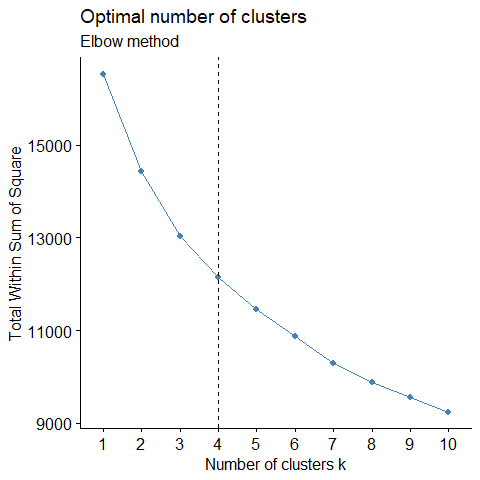 Optimal number of clusters
Elbow method
Total Within Sum of Square
15000
13000
11000
9000
1 2 3 4 5 6 7 8 9 10
Number of clusters k